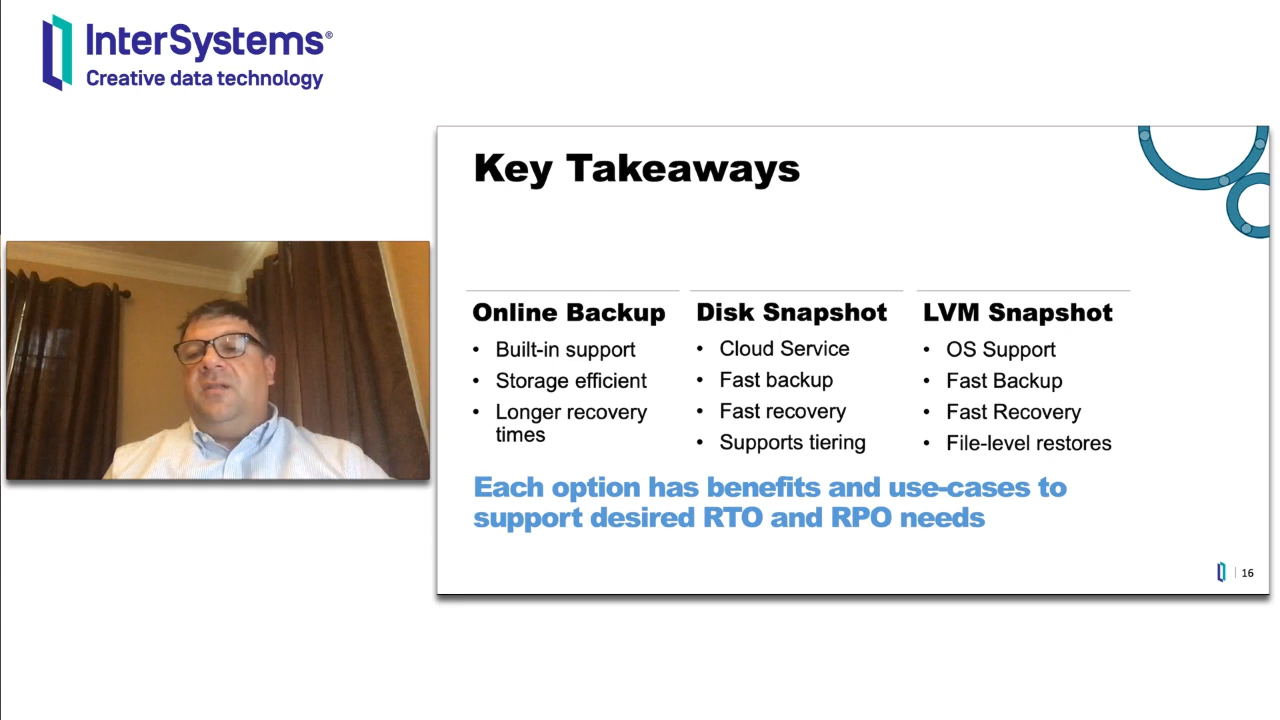 InterSystems®
Creative data technology
Key Takeaways
Online Backup
• Built-in support
• Storage efficient
• Longer recovery
times
Disk Snapshot
• Cloud Service
• Fast backup
• Fast recovery
• Supports tiering
LVM Snapshot
• OS Support
• Fast Backup
• Fast Recovery
• File-level restores
Each option has benefits and use-cases to
support desired RTO and RPO needs
16